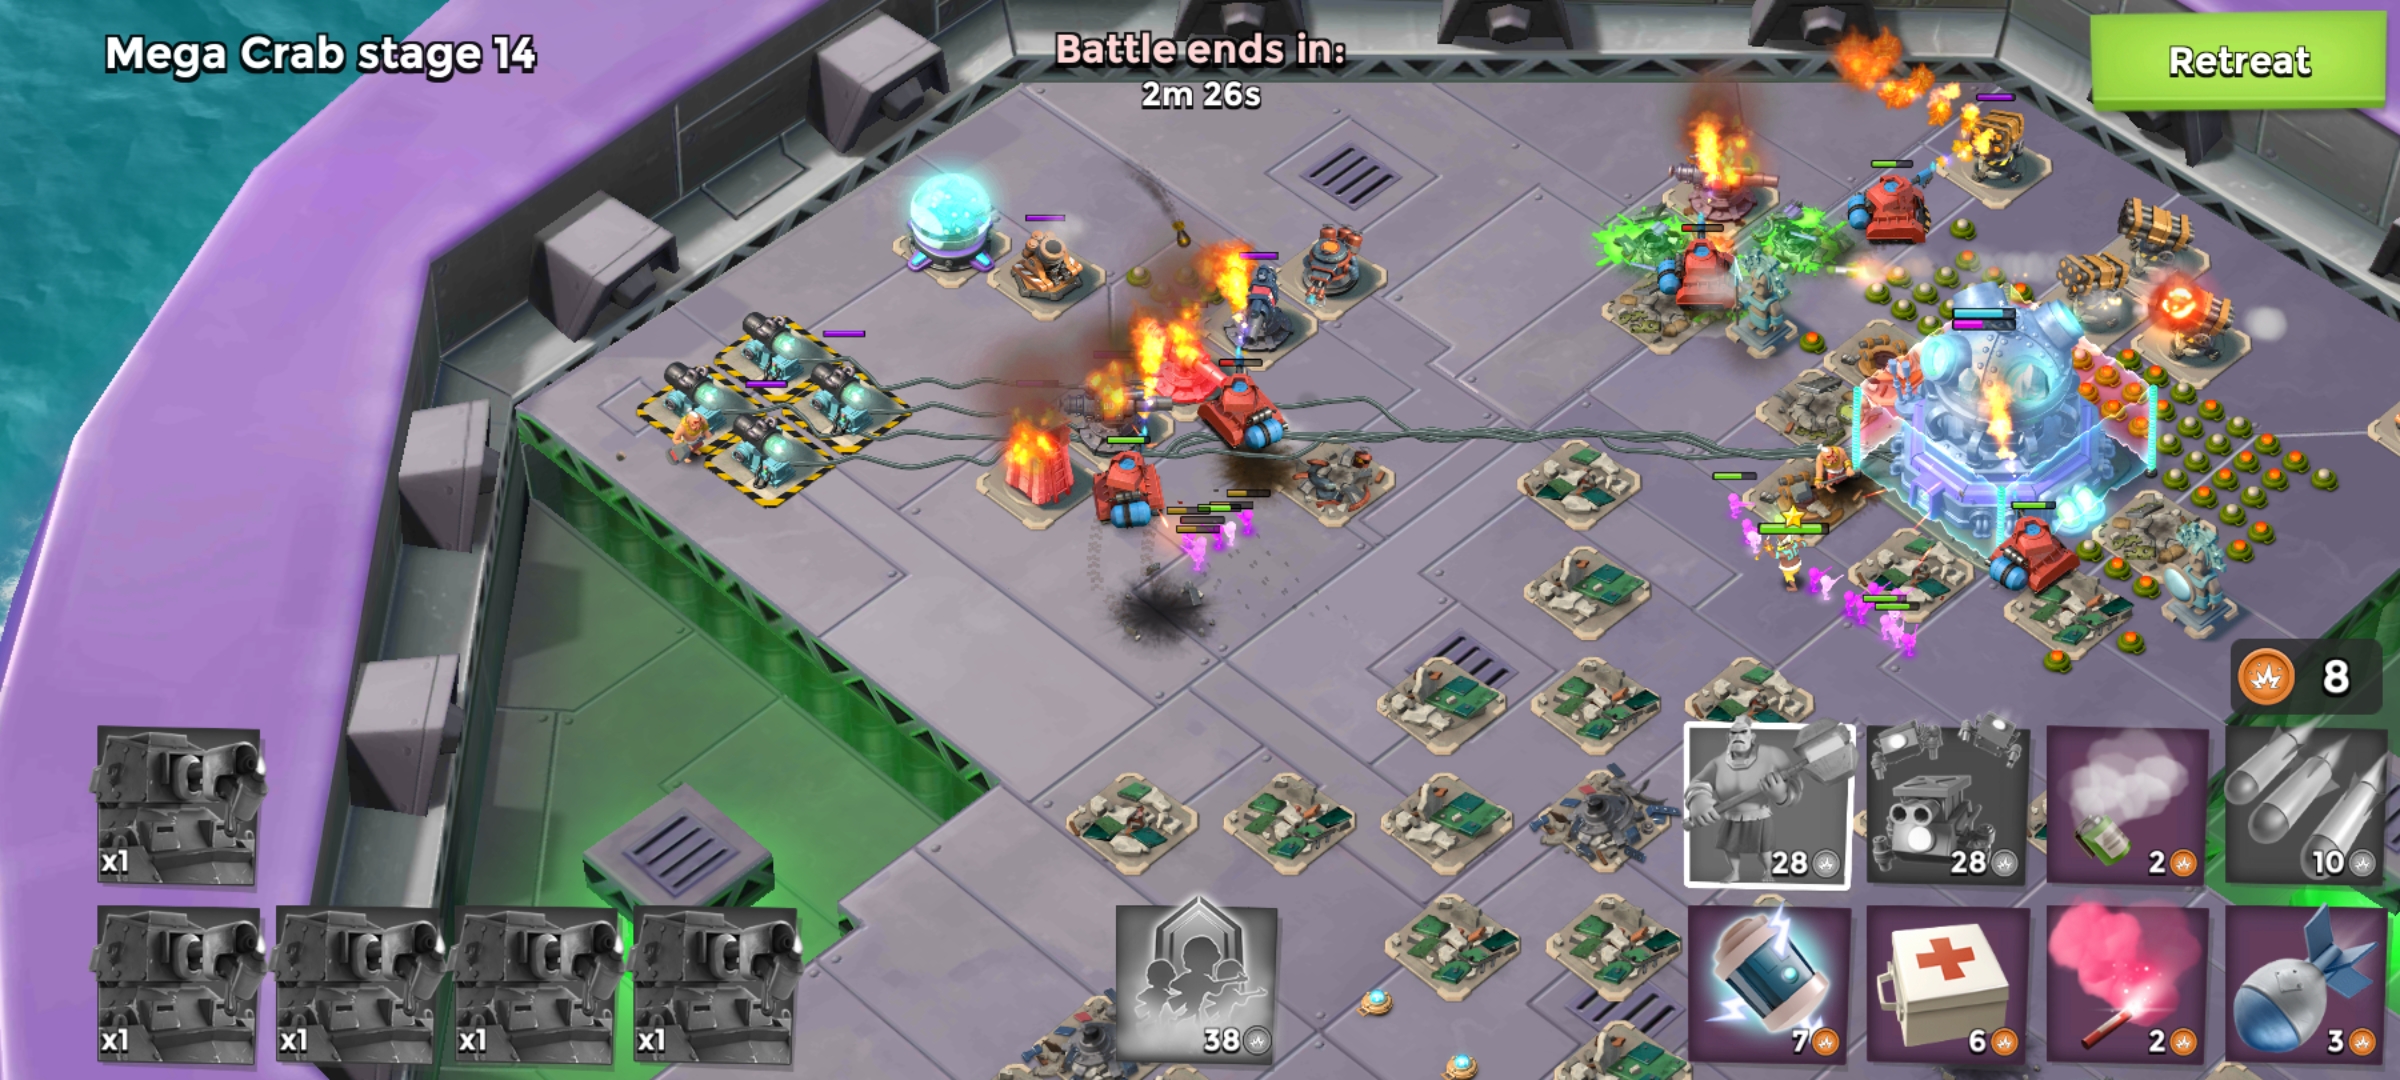 Mega Crab stage 14
Battle ends in:
2m 26s
Retreat
8
x1
28
28
2
10
x1
x1
x1
x1
38
7
6
2
3